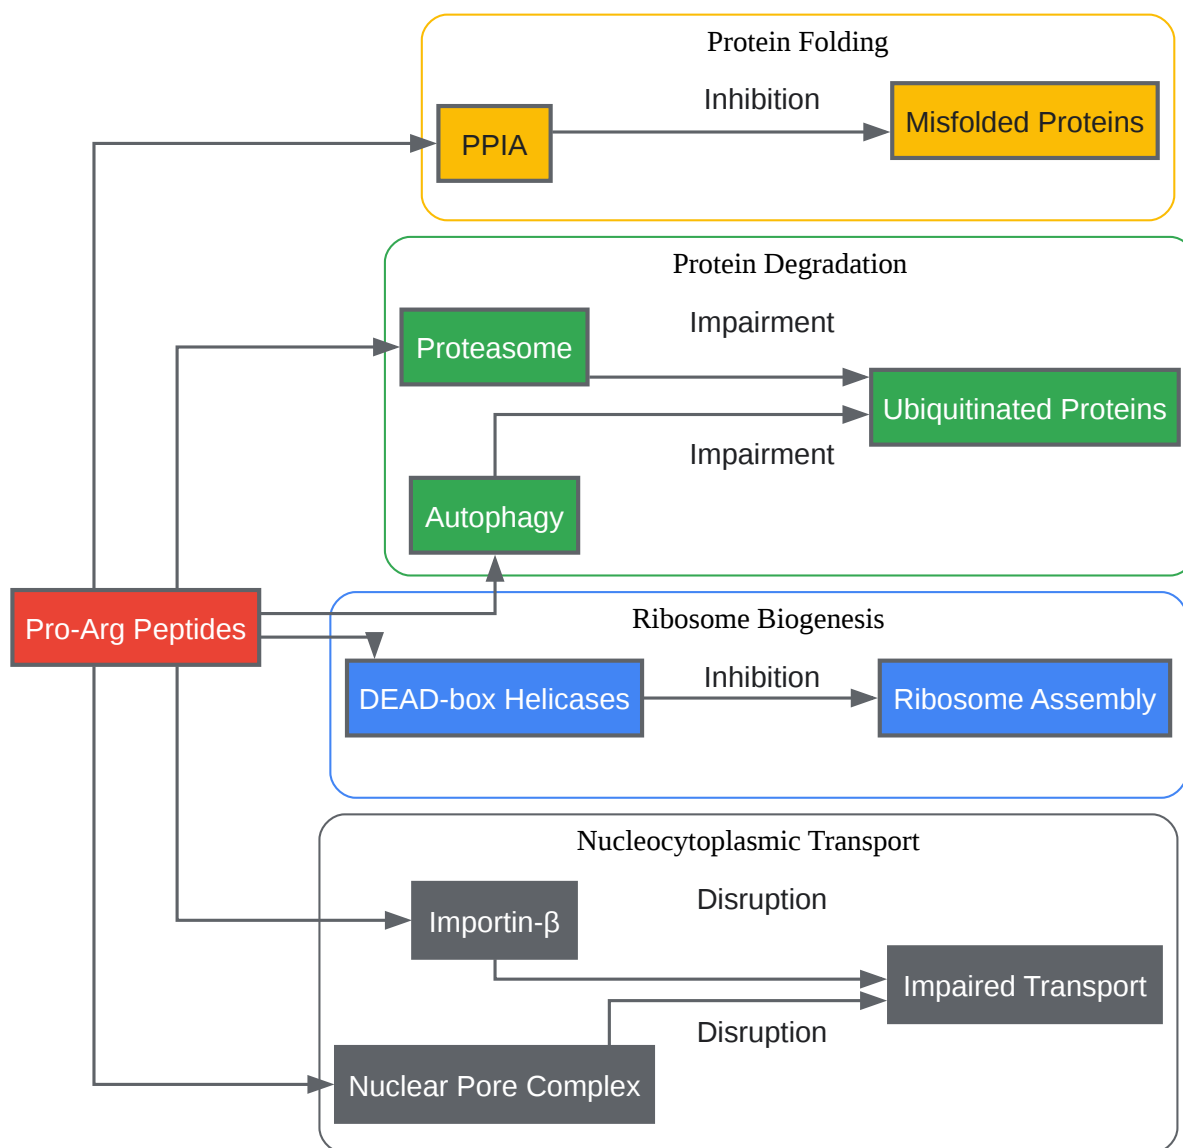 Protein Folding
Inhibition
PPIA
Misfolded Proteins
Protein Degradation
Impairment
Proteasome
Ubiquitinated Proteins
Impairment
Autophagy
Pro-Arg Peptides
Ribosome Biogenesis
Inhibition
DEAD-box Helicases
Ribosome Assembly
Nucleocytoplasmic Transport
Disruption
Importin-β
Impaired Transport
Disruption
Nuclear Pore Complex